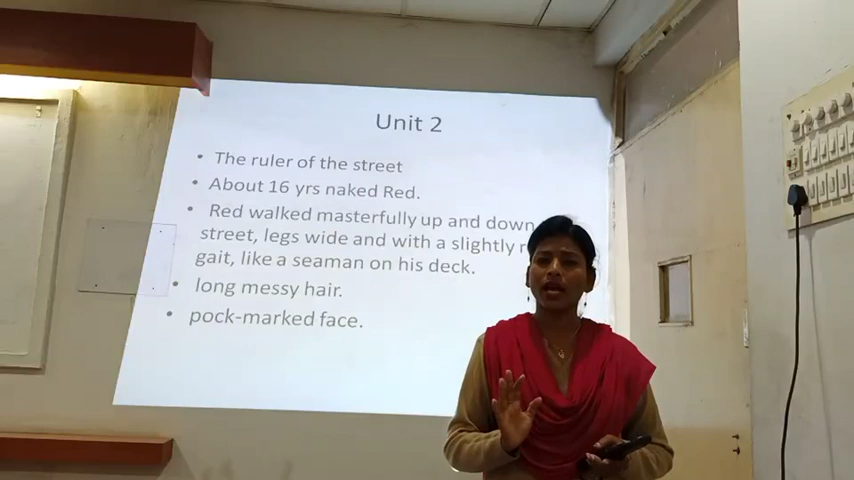 Unit 2
• The ruler of the street
• About 16 yrs naked Red.
• Red walked masterfully up and down
street, legs wide and with a slightly
gait, like a seaman on his deck.
• long messy hair.
• pock-marked face.